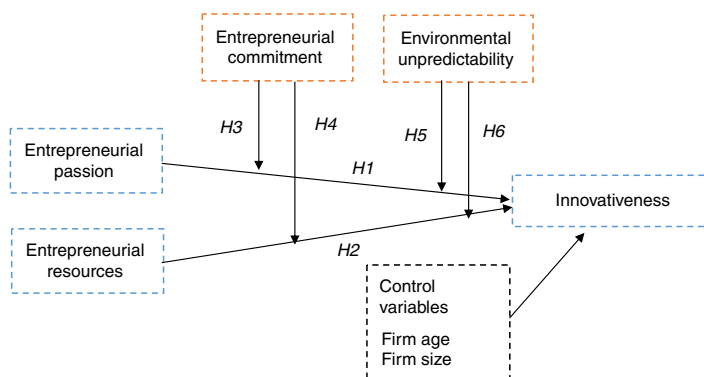 Entrepreneurial
commitment
Environmental
unpredictability
H3
H4
H5
H6
Entrepreneurial
passion
H1
Innovativeness
Entrepreneurial
resources
H2
Control
variables
Firm age
Firm size